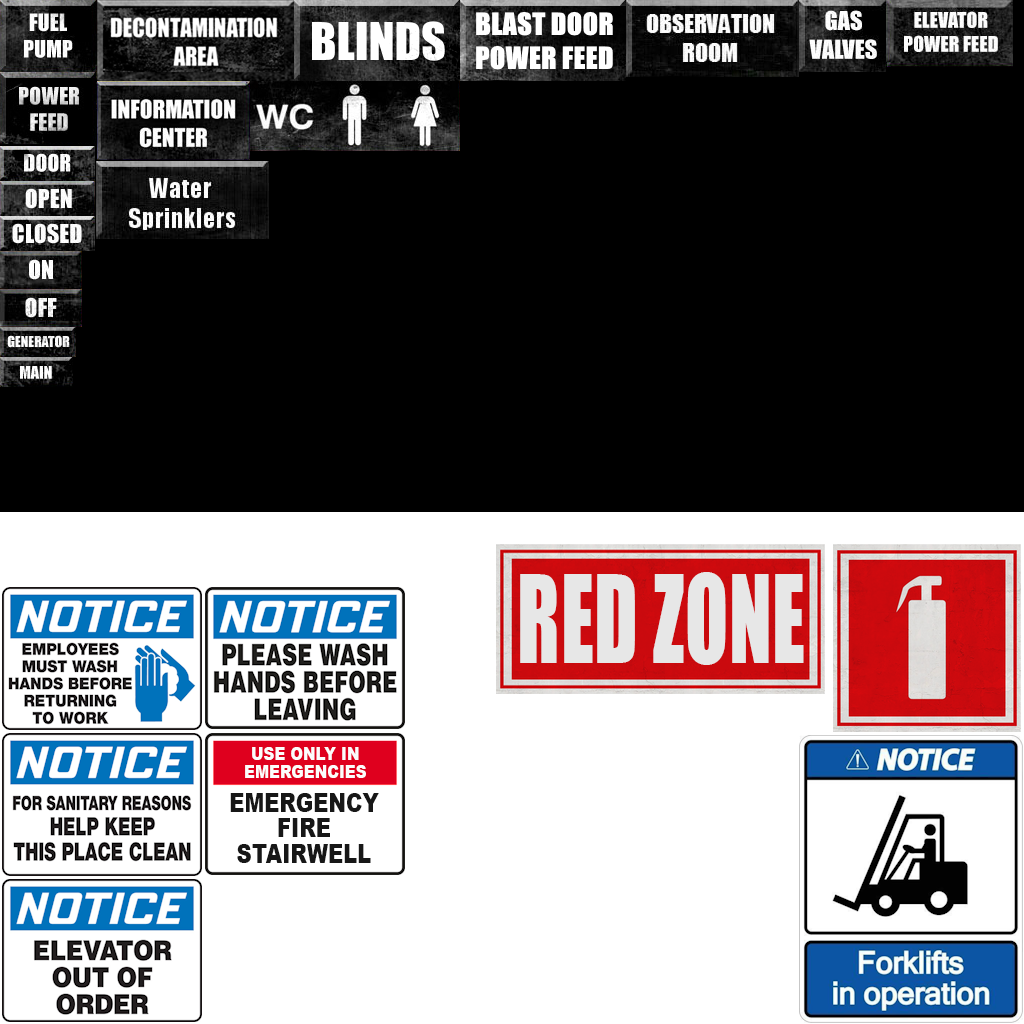 FUEL
PUMP
DECONTAMINATION
AREA
BLINDS
BLAST DOOR
POWER FEED
OBSERVATION
ROOM
GAS
VALVES
ELEVATOR
POWER FEED
POWER
FEED
INFORMATION
CENTER
WC
DOOR
OPEN
CLOSED
Water
Sprinklers
ON
OFF
GENERATOR
MAIN
RED ZONE
NOTICE
EMPLOYEES
MUST WASH
HANDS BEFORE
RETURNING
TO WORK
NOTICE
PLEASE WASH
HANDS BEFORE
LEAVING
NOTICE
FOR SANITARY REASONS
HELP KEEP
THIS PLACE CLEAN
USE ONLY IN
EMERGENCIES
EMERGENCY
FIRE
STAIRWELL
NOTICE
Forklifts
in operation
NOTICE
ELEVATOR
OUT OF
ORDER